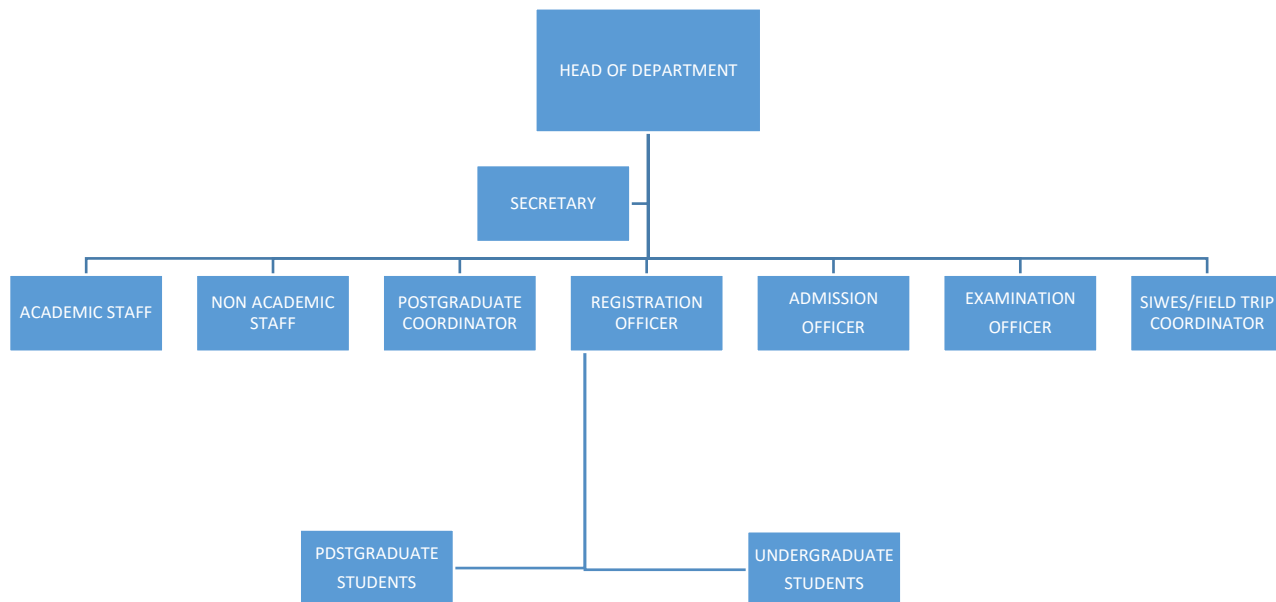 HEAD OF DEPARTMENT
SECRETARY
ACADEMIC STAFF
NON ACADEMIC
STAFF
POSTGRADUATE
COORDINATOR
REGISTRATION
OFFICER
ADMISSION
OFFICER
EXAMINATION
OFFICER
SIWES/FIELD TRIP
COORDINATOR
PDSTGRADUATE
STUDENTS
UNDERGRADUATE
STUDENTS